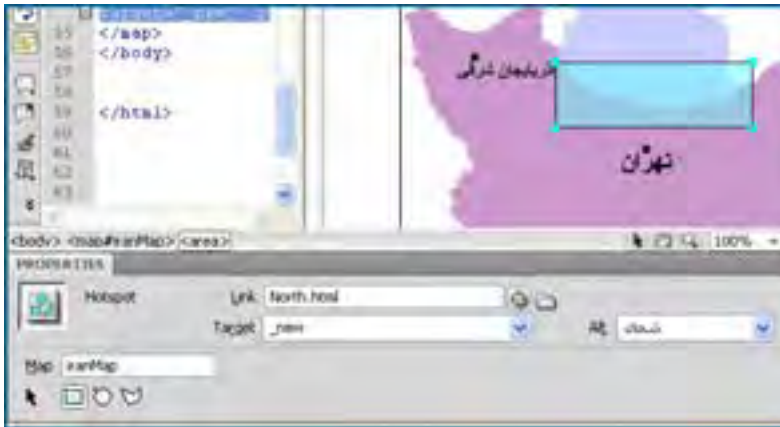 55 </map>
56 </body>
57
58
59 </html>
60
61
62
63
آذربایجان شرقی
تهران
<body> <map#iranMap> <area>
100%
PROPERTIES
Hotspot
Link North.html
Target _new
Alt شمال
Map iranMap